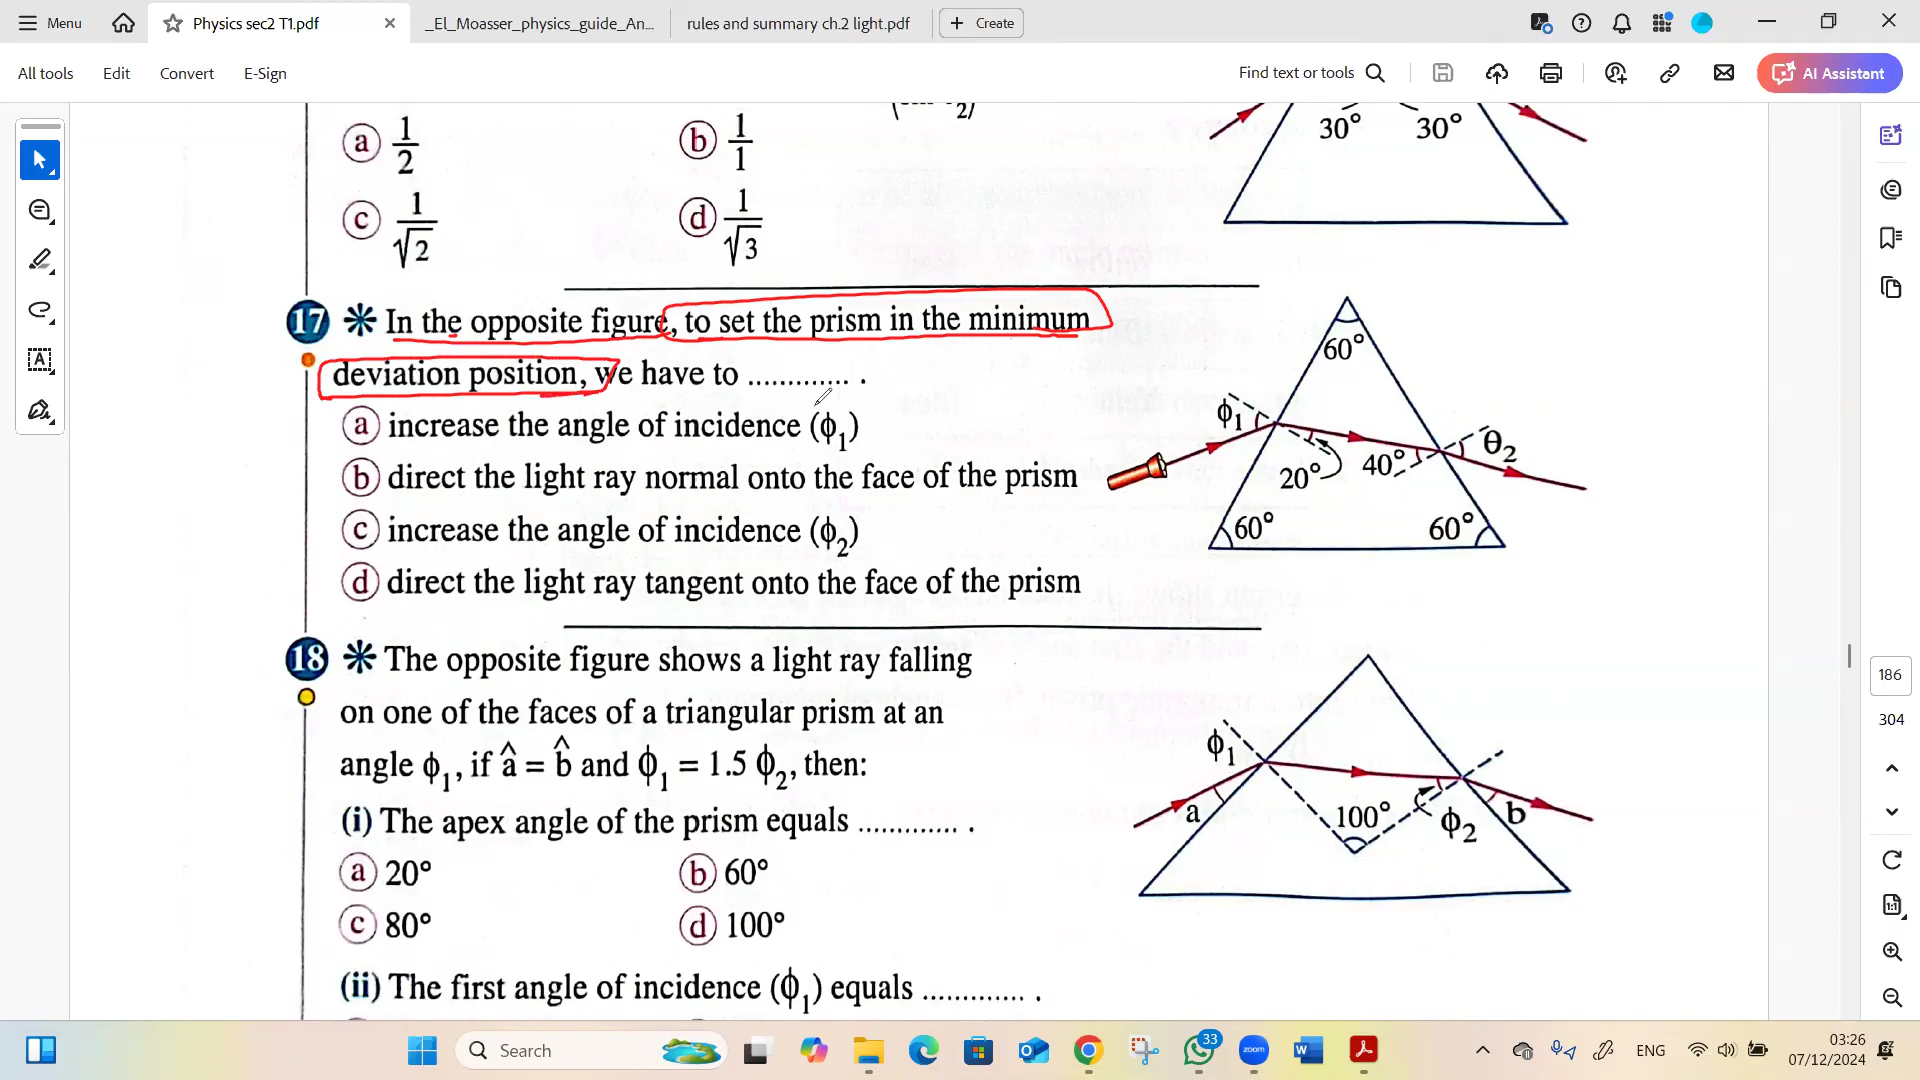 Menu
Physics sec2 T1.pdf
_El_Moasser_physics_guide_An...
rules and summary ch.2 light.pdf
Create
All tools
Edit
Convert
E-Sign
Find text or tools
AI Assistant
30° 30°
a 1/2
b 1/1
c 1/√2
d 1/√3
17 * In the opposite figure, to set the prism in the minimum
deviation position, we have to ............. .
a increase the angle of incidence (ϕ1)
b direct the light ray normal onto the face of the prism
c increase the angle of incidence (ϕ2)
d direct the light ray tangent onto the face of the prism
60°
ϕ1
20°
40°
θ2
60°
60°
18 * The opposite figure shows a light ray falling
on one of the faces of a triangular prism at an
angle ϕ1, if â = b̂ and ϕ1 = 1.5 ϕ2, then:
(i) The apex angle of the prism equals ............. .
a 20°
b 60°
c 80°
d 100°
(ii) The first angle of incidence (ϕ1) equals ............. .
ϕ1
a
100°
ϕ2
b
186
304
1:1
Search
33
zoom
W
ENG
03:26
07/12/2024